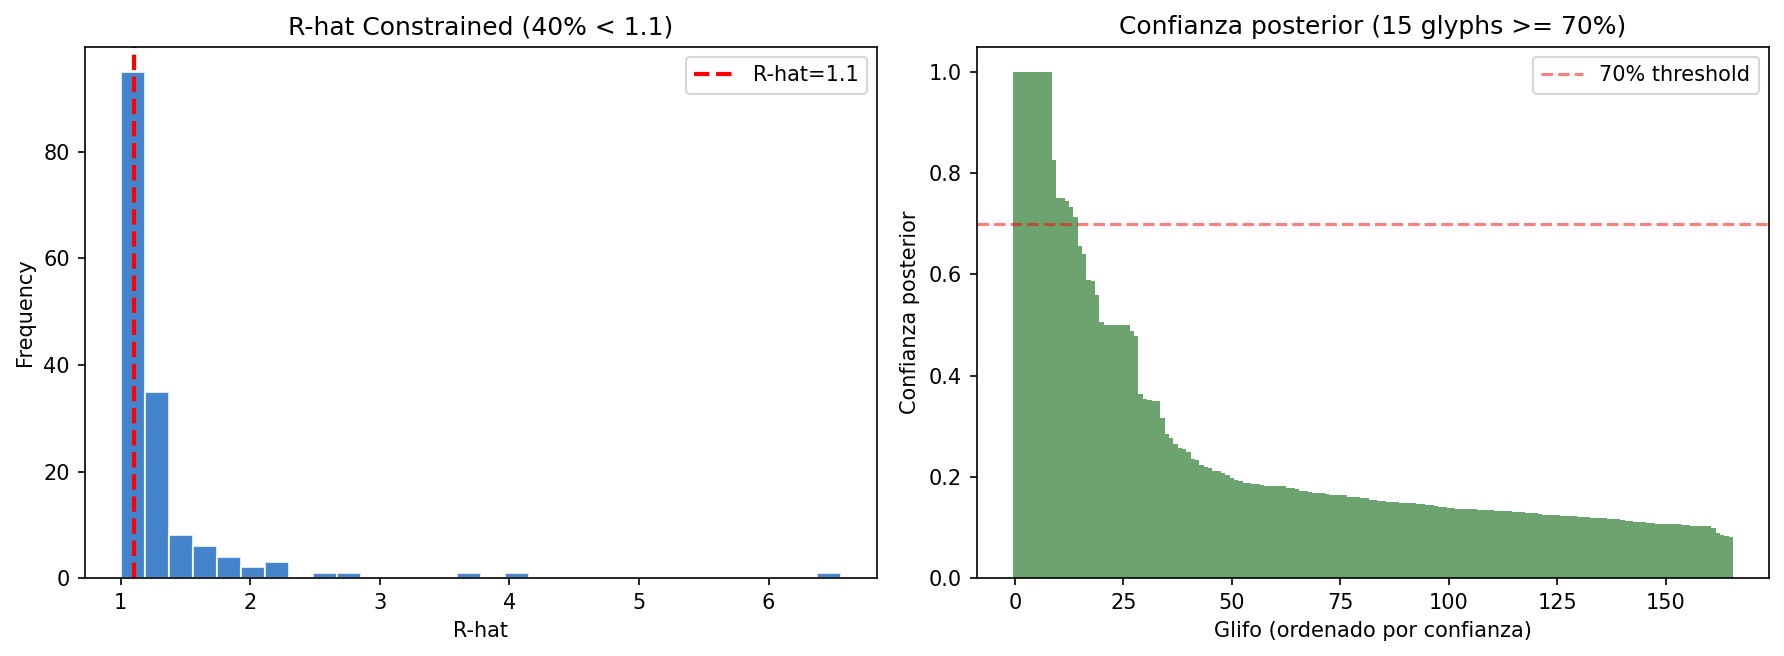 R-hat Constrained (40% < 1.1)
R-hat=1.1
80
60
40
20
0
Frequency
1 2 3 4 5 6
R-hat
Confianza posterior (15 glyphs >= 70%)
70% threshold
1.0
0.8
0.6
0.4
0.2
0.0
Confianza posterior
0 25 50 75 100 125 150
Glifo (ordenado por confianza)